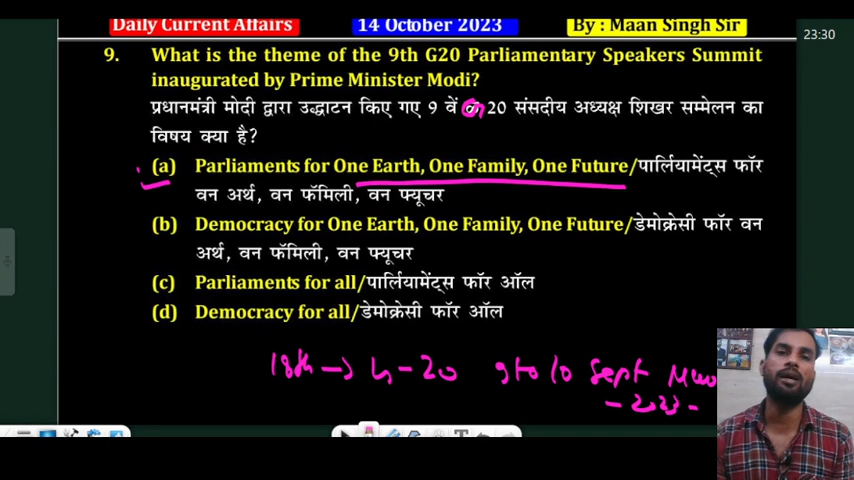 Daily Current Affairs 14 October 2023 By : Maan Singh Sir
23:30
9. What is the theme of the 9th G20 Parliamentary Speakers Summit
inaugurated by Prime Minister Modi?
प्रधानमंत्री मोदी द्वारा उद्घाटन किए गए 9 वें 20 संसदीय अध्यक्ष शिखर सम्मेलन का
विषय क्या है?
(a) Parliaments for One Earth, One Family, One Future/पार्लियामेंट्स फॉर
वन अर्थ, वन फॅमिली, वन फ्यूचर
(b) Democracy for One Earth, One Family, One Future/डेमोक्रेसी फॉर वन
अर्थ, वन फॅमिली, वन फ्यूचर
(c) Parliaments for all/पार्लियामेंट्स फॉर ऑल
(d) Democracy for all/डेमोक्रेसी फॉर ऑल
18th → G-20 9 to 10 Sept
- 2023 -